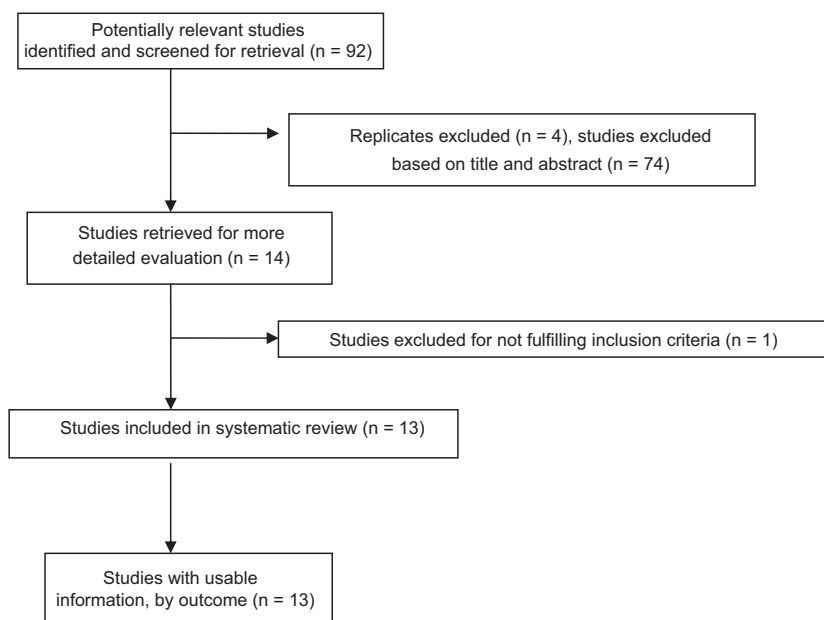 Potentially relevant studies
identified and screened for retrieval (n = 92)
Replicates excluded (n = 4), studies excluded
based on title and abstract (n = 74)
Studies retrieved for more
detailed evaluation (n = 14)
Studies excluded for not fulfilling inclusion criteria (n = 1)
Studies included in systematic review (n = 13)
Studies with usable
information, by outcome (n = 13)